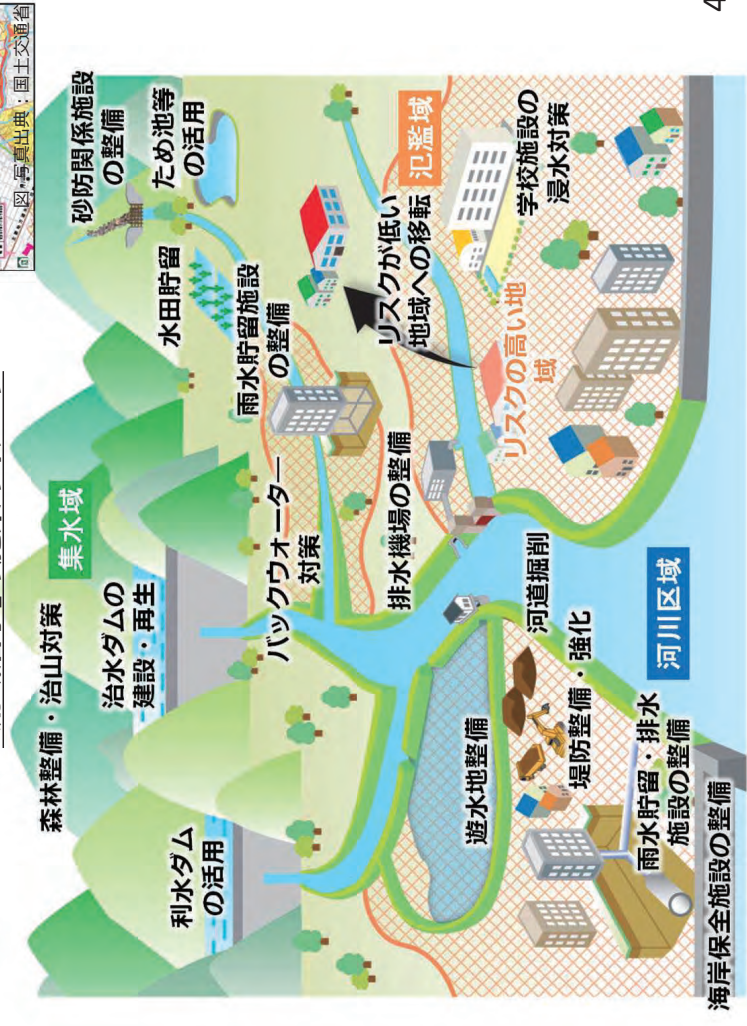 図・写真出典：国土交通省
森林整備・治山対策
集水域
砂防関係施設
の整備
ため池等
の活用
治水ダムの
建設・再生
水田貯留
利水ダム
の活用
雨水貯留施設
の整備
バックウォーター
対策
リスクが低い
地域への移転
氾濫域
排水機場の整備
リスクの高い地
域
学校施設の
浸水対策
遊水地整備
河道掘削
堤防整備・強化
河川区域
雨水貯留・排水
施設の整備
海岸保全施設の整備
4